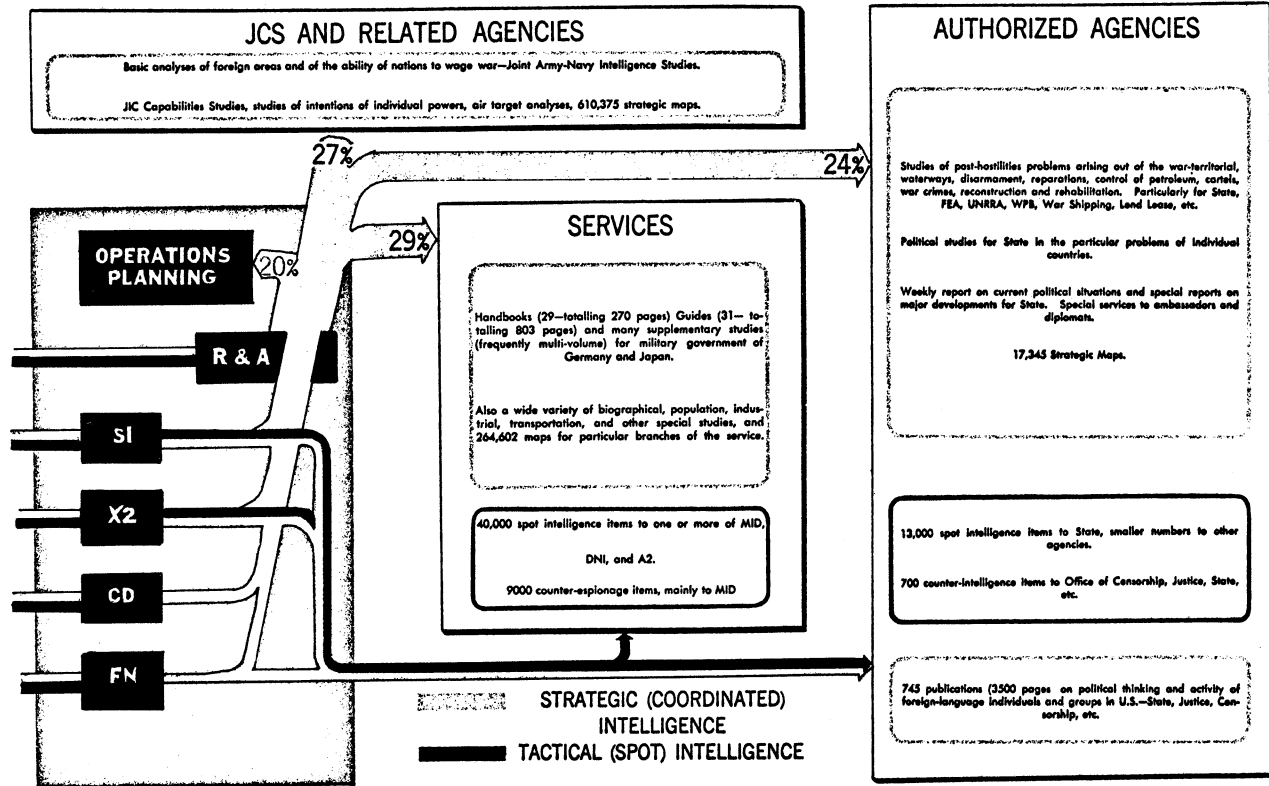 JCS AND RELATED AGENCIES
Basic analyses of foreign areas and of the ability of nations to wage war—Joint Army-Navy Intelligence Studies.
JIC Capabilities Studies, studies of intentions of individual powers, air target analyses, 610,375 strategic maps.
27%
24%
29%
20%
OPERATIONS
PLANNING
R & A
SI
X2
CD
FN
SERVICES
Handbooks (29—totalling 270 pages) Guides (31— to-
talling 803 pages) and many supplementary studies
(frequently multi-volume) for military government of
Germany and Japan.
Also a wide variety of biographical, population, indus-
trial, transportation, and other special studies, and
264,602 maps for particular branches of the service.
40,000 spot intelligence items to one or more of MID,
DNI, and A2.
9000 counter-espionage items, mainly to MID
AUTHORIZED AGENCIES
Studies of post-hostilities problems arising out of the war-territorial,
waterways, disarmament, reparations, control of petroleum, cartels,
war crimes, reconstruction and rehabilitation. Particularly for State,
FEA, UNRRA, WPB, War Shipping, Lend Lease, etc.
Political studies for State in the particular problems of individual
countries.
Weekly report on current political situations and special reports on
major developments for State. Special services to ambassadors and
diplomats.
17,345 Strategic Maps.
13,000 spot intelligence items to State, smaller numbers to other
agencies.
700 counter-intelligence items to Office of Censorship, Justice, State,
etc.
745 publications (3500 pages on political thinking and activity of
foreign-language individuals and groups in U.S.—State, Justice, Cen-
sorship, etc.
STRATEGIC (COORDINATED)
INTELLIGENCE
TACTICAL (SPOT) INTELLIGENCE